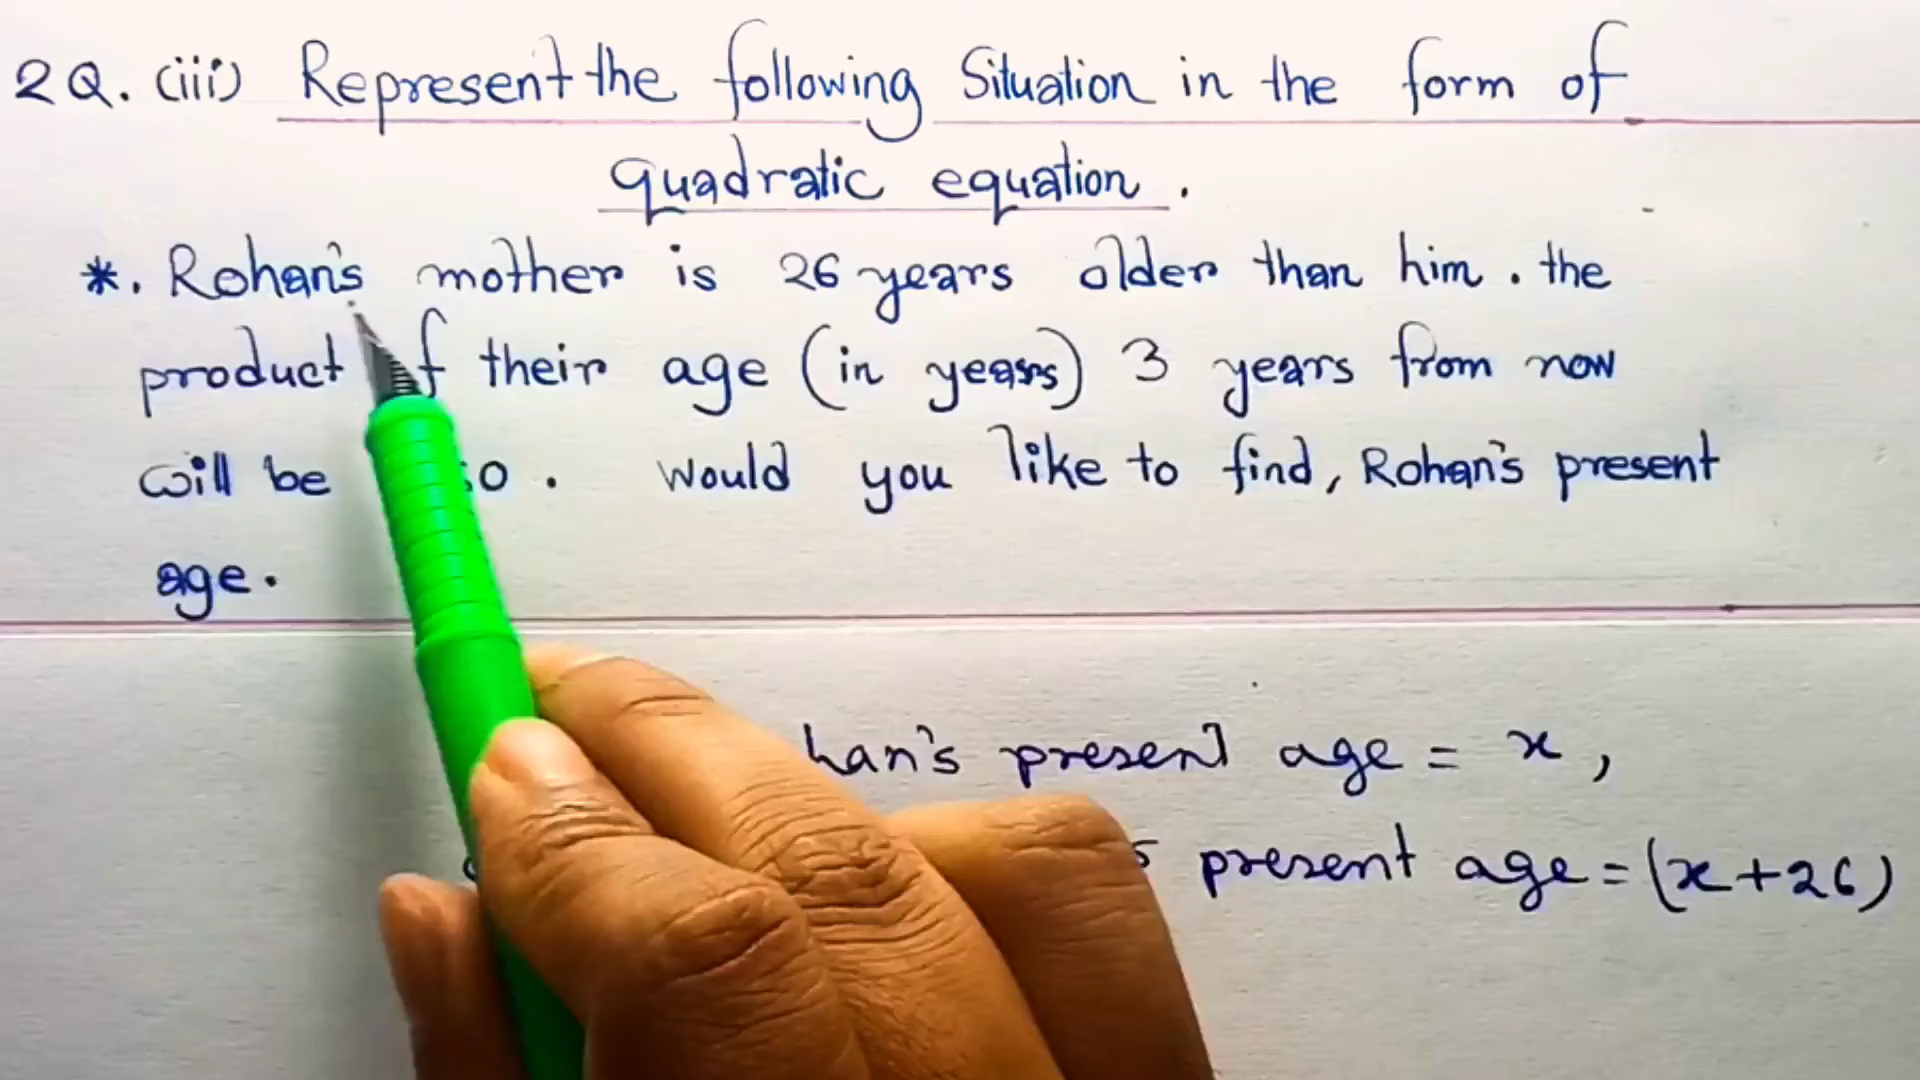 2Q. (iii) Represent the following Situation in the form of
quadratic equation.
*. Rohan's mother is 26 years older than him. the
product their age (in years) 3 years from now
will be. would you like to find, Rohan's present
age.
present age = x,
present age = (x+26)